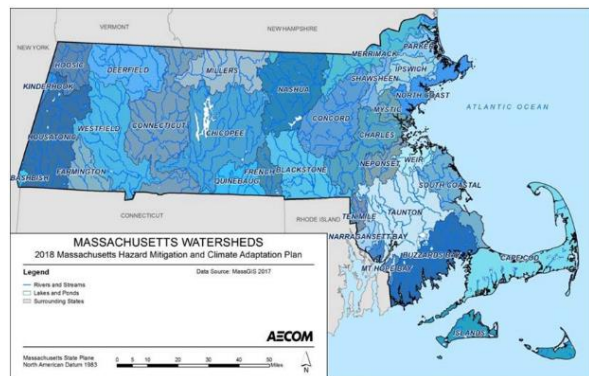 VERMONT
NEW HAMPSHIRE
NEW YORK
MERRIMACK
PARKER
HOOSIC
DEERFIELD
MILLERS
IPSWICH
SHAWSHEEN
KINDERHOOK
NASHUA
NORTH COAST
ATLANTIC OCEAN
CONCORD
MYSTIC
WESTFIELD
CONNECTICUT
CHICOPEE
CHARLES
HOUSATONIC
NEPONSET
WEIR
FARMINGTON
FRENCH
BLACKSTONE
BASHBISH
QUINEBAUG
SOUTH COASTAL
TEN MILE
TAUNTON
CONNECTICUT
RHODE ISLAND
NARRAGANSETT BAY
BUZZARDS BAY
CAPE COD
MT HOPE BAY
ISLANDS
MASSACHUSETTS WATERSHEDS
2018 Massachusetts Hazard Mitigation and Climate Adaptation Plan
Legend
Data Source: MassGIS 2017
Rivers and Streams
Lakes and Ponds
Surrounding States
AECOM
Massachusetts State Plane
North American Datum 1983
0 5 10 20 30 40 50
Miles
N